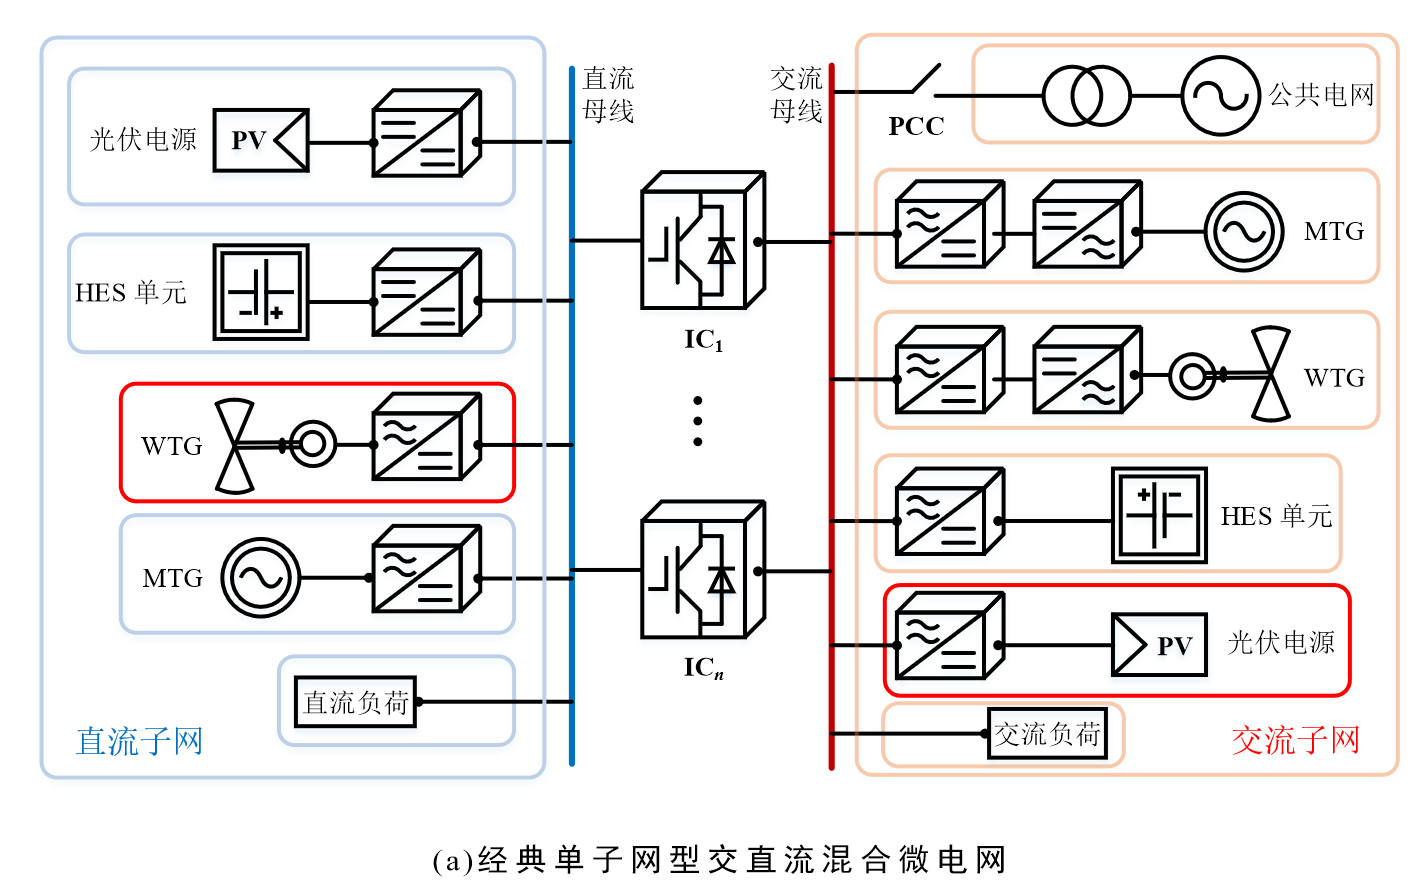 直流
母线
交流
母线
PCC
公共电网
光伏电源
PV
MTG
HES 单元
IC1
WTG
WTG
MTG
HES 单元
ICn
PV
光伏电源
直流负荷
直流子网
交流负荷
交流子网
(a)经典单子网型交直流混合微电网